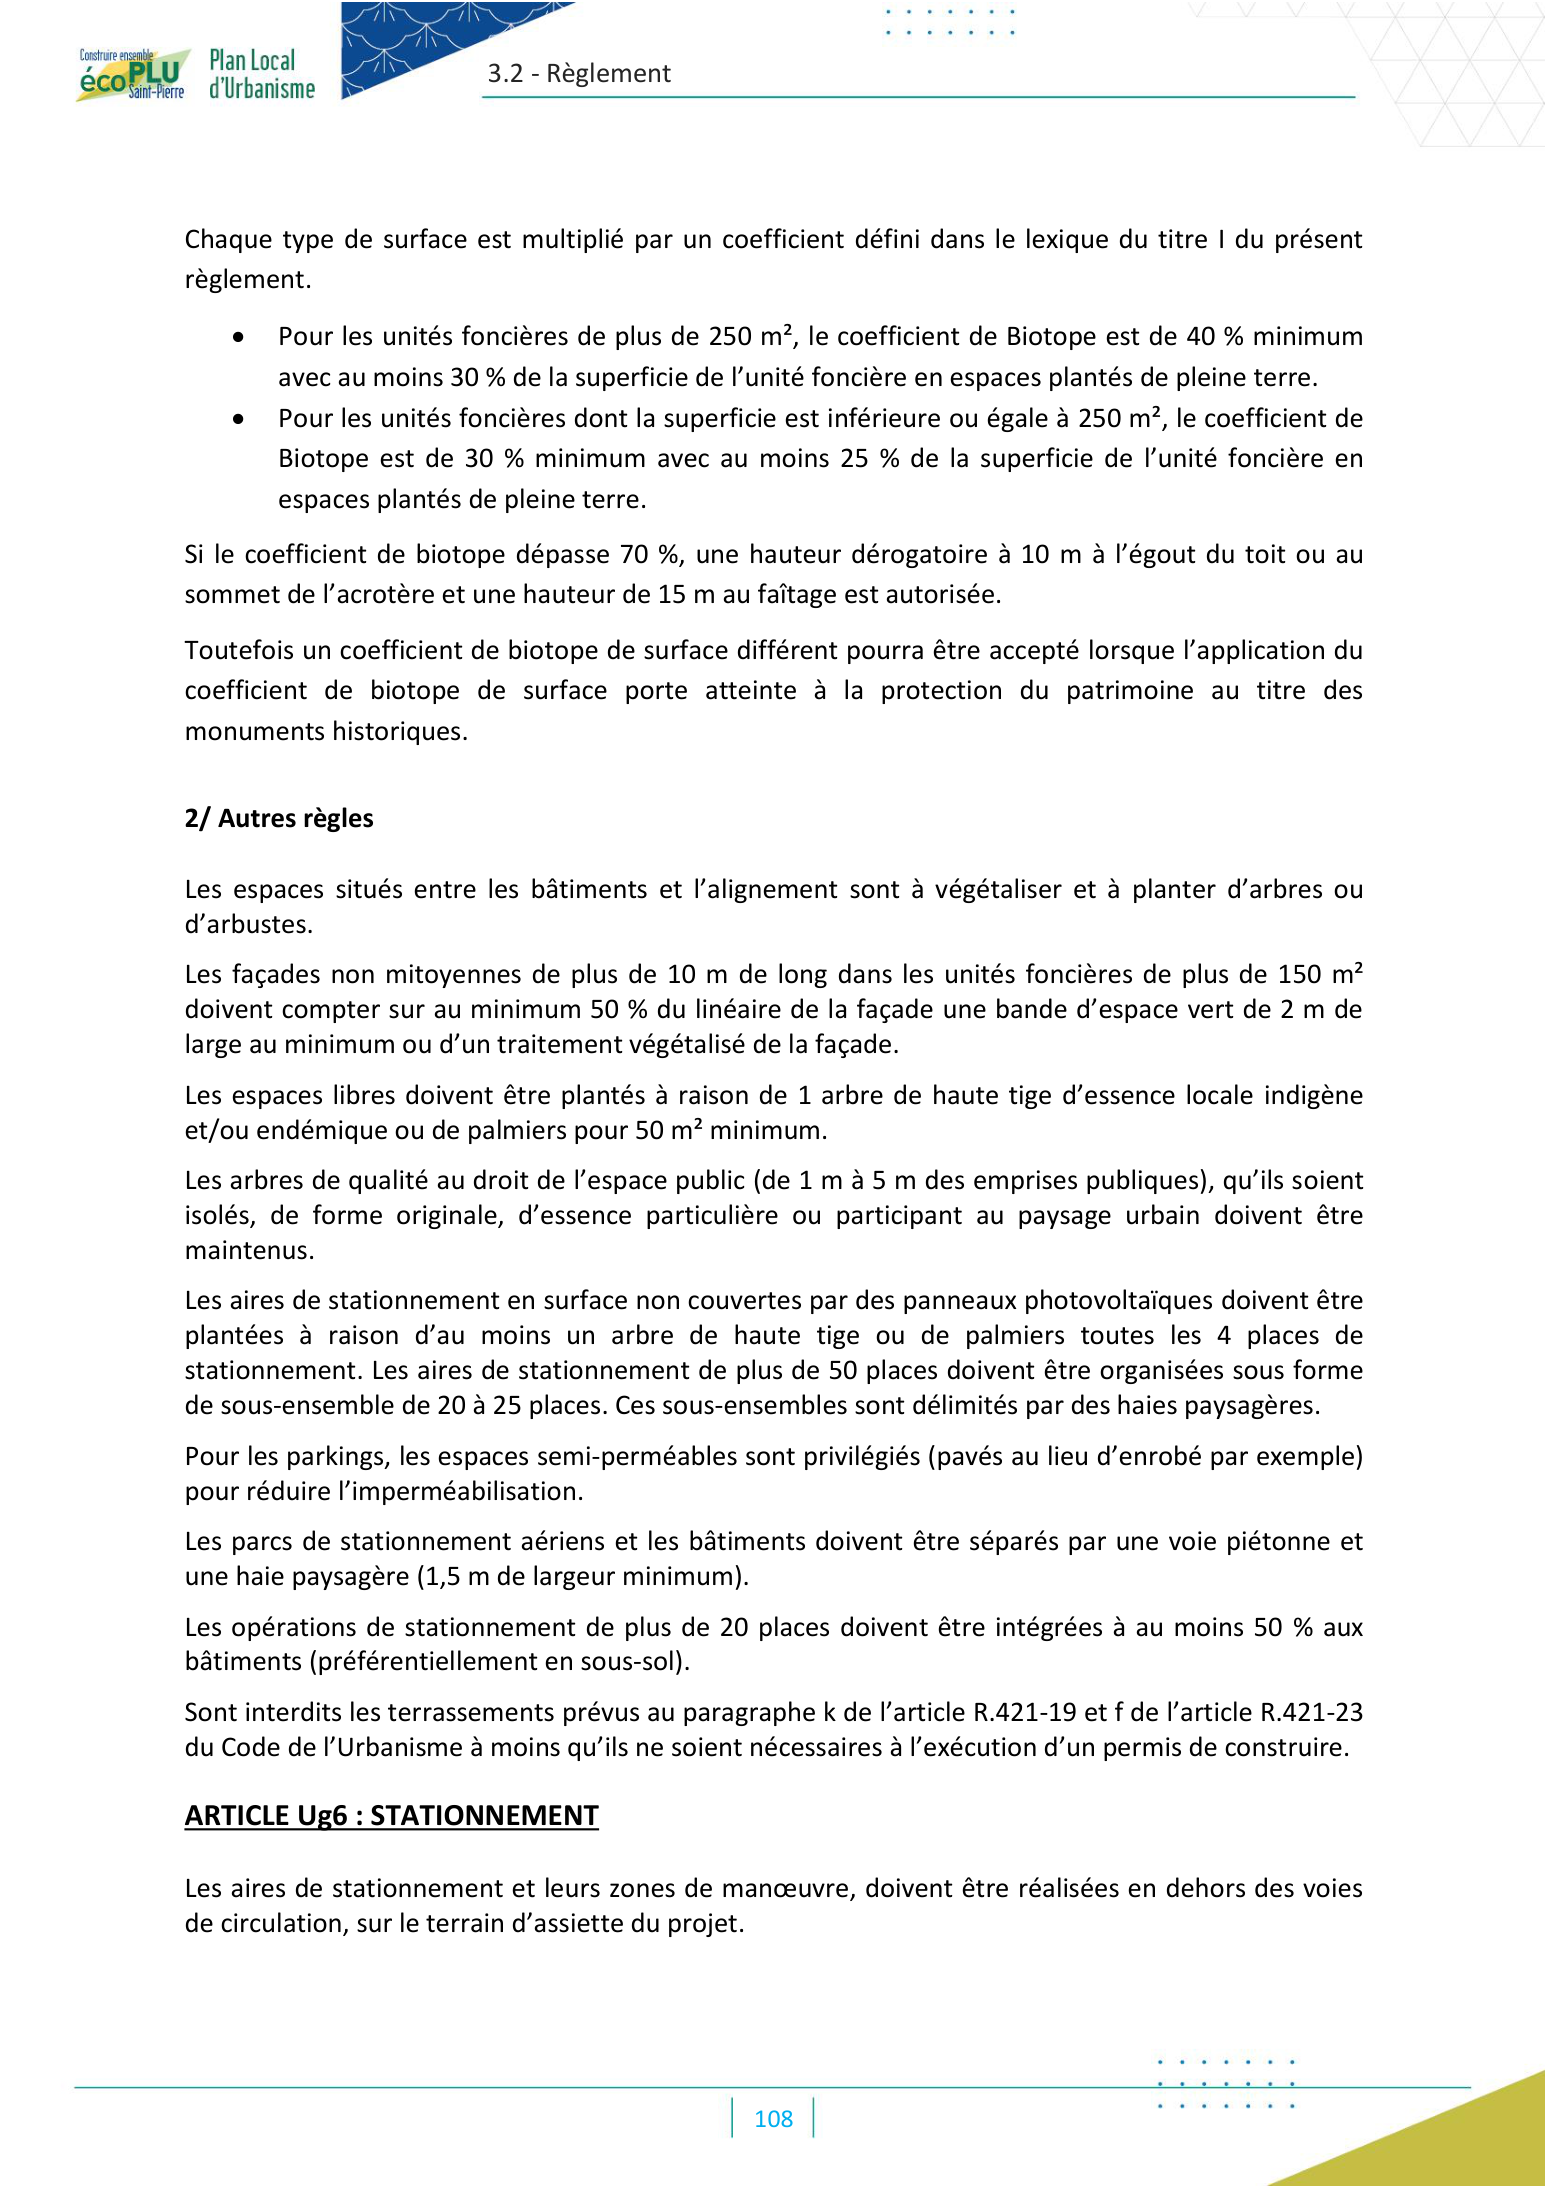 Construire ensemble
écoPLU
Saint-Pierre
Plan Local
d'Urbanisme
3.2 - Règlement
Chaque type de surface est multiplié par un coefficient défini dans le lexique du titre I du présent
règlement.
• Pour les unités foncières de plus de 250 m², le coefficient de Biotope est de 40 % minimum
avec au moins 30 % de la superficie de l’unité foncière en espaces plantés de pleine terre.
• Pour les unités foncières dont la superficie est inférieure ou égale à 250 m², le coefficient de
Biotope est de 30 % minimum avec au moins 25 % de la superficie de l’unité foncière en
espaces plantés de pleine terre.
Si le coefficient de biotope dépasse 70 %, une hauteur dérogatoire à 10 m à l’égout du toit ou au
sommet de l’acrotère et une hauteur de 15 m au faîtage est autorisée.
Toutefois un coefficient de biotope de surface différent pourra être accepté lorsque l’application du
coefficient de biotope de surface porte atteinte à la protection du patrimoine au titre des
monuments historiques.
2/ Autres règles
Les espaces situés entre les bâtiments et l’alignement sont à végétaliser et à planter d’arbres ou
d’arbustes.
Les façades non mitoyennes de plus de 10 m de long dans les unités foncières de plus de 150 m²
doivent compter sur au minimum 50 % du linéaire de la façade une bande d’espace vert de 2 m de
large au minimum ou d’un traitement végétalisé de la façade.
Les espaces libres doivent être plantés à raison de 1 arbre de haute tige d’essence locale indigène
et/ou endémique ou de palmiers pour 50 m² minimum.
Les arbres de qualité au droit de l’espace public (de 1 m à 5 m des emprises publiques), qu’ils soient
isolés, de forme originale, d’essence particulière ou participant au paysage urbain doivent être
maintenus.
Les aires de stationnement en surface non couvertes par des panneaux photovoltaïques doivent être
plantées à raison d’au moins un arbre de haute tige ou de palmiers toutes les 4 places de
stationnement. Les aires de stationnement de plus de 50 places doivent être organisées sous forme
de sous-ensemble de 20 à 25 places. Ces sous-ensembles sont délimités par des haies paysagères.
Pour les parkings, les espaces semi-perméables sont privilégiés (pavés au lieu d’enrobé par exemple)
pour réduire l’imperméabilisation.
Les parcs de stationnement aériens et les bâtiments doivent être séparés par une voie piétonne et
une haie paysagère (1,5 m de largeur minimum).
Les opérations de stationnement de plus de 20 places doivent être intégrées à au moins 50 % aux
bâtiments (préférentiellement en sous-sol).
Sont interdits les terrassements prévus au paragraphe k de l’article R.421-19 et f de l’article R.421-23
du Code de l’Urbanisme à moins qu’ils ne soient nécessaires à l’exécution d’un permis de construire.
ARTICLE Ug6 : STATIONNEMENT
Les aires de stationnement et leurs zones de manœuvre, doivent être réalisées en dehors des voies
de circulation, sur le terrain d’assiette du projet.
108